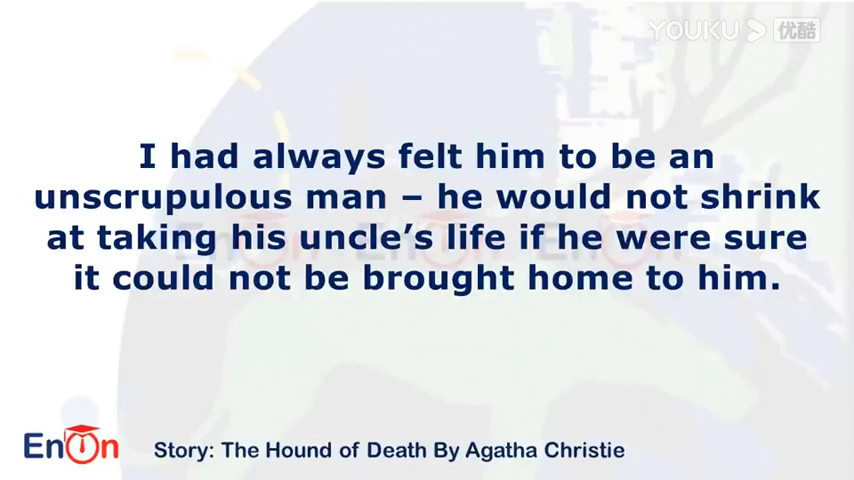 YOUKU 优酷
I had always felt him to be an
unscrupulous man – he would not shrink
at taking his uncle’s life if he were sure
it could not be brought home to him.
EnOn
Story: The Hound of Death By Agatha Christie